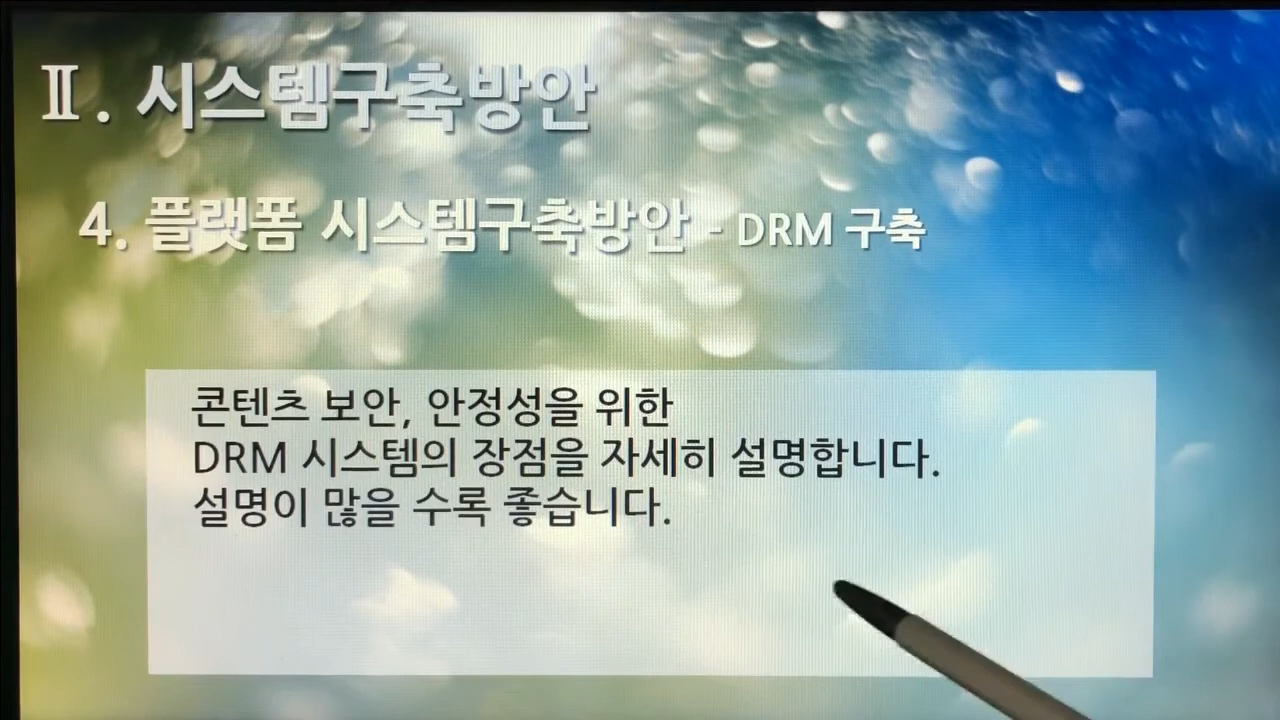 Ⅱ. 시스템구축방안
4. 플랫폼 시스템구축방안 - DRM 구축
콘텐츠 보안, 안정성을 위한
DRM 시스템의 장점을 자세히 설명합니다.
설명이 많을 수록 좋습니다.